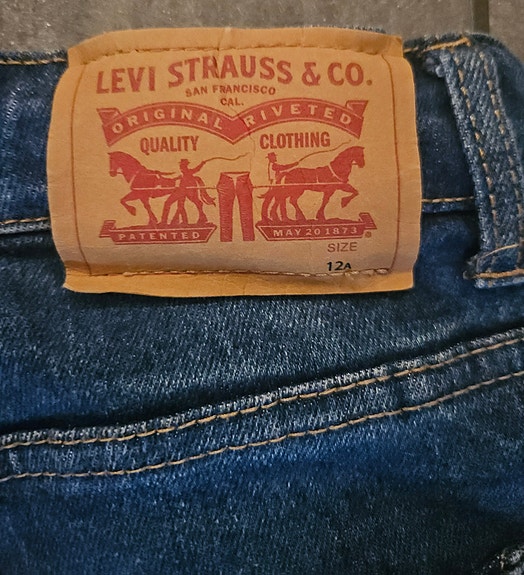 LEVI STRAUSS & CO.
SAN FRANCISCO
CAL.
ORIGINAL RIVETED
QUALITY CLOTHING
PATENTED MAY 20 1873 ®
SIZE
12A